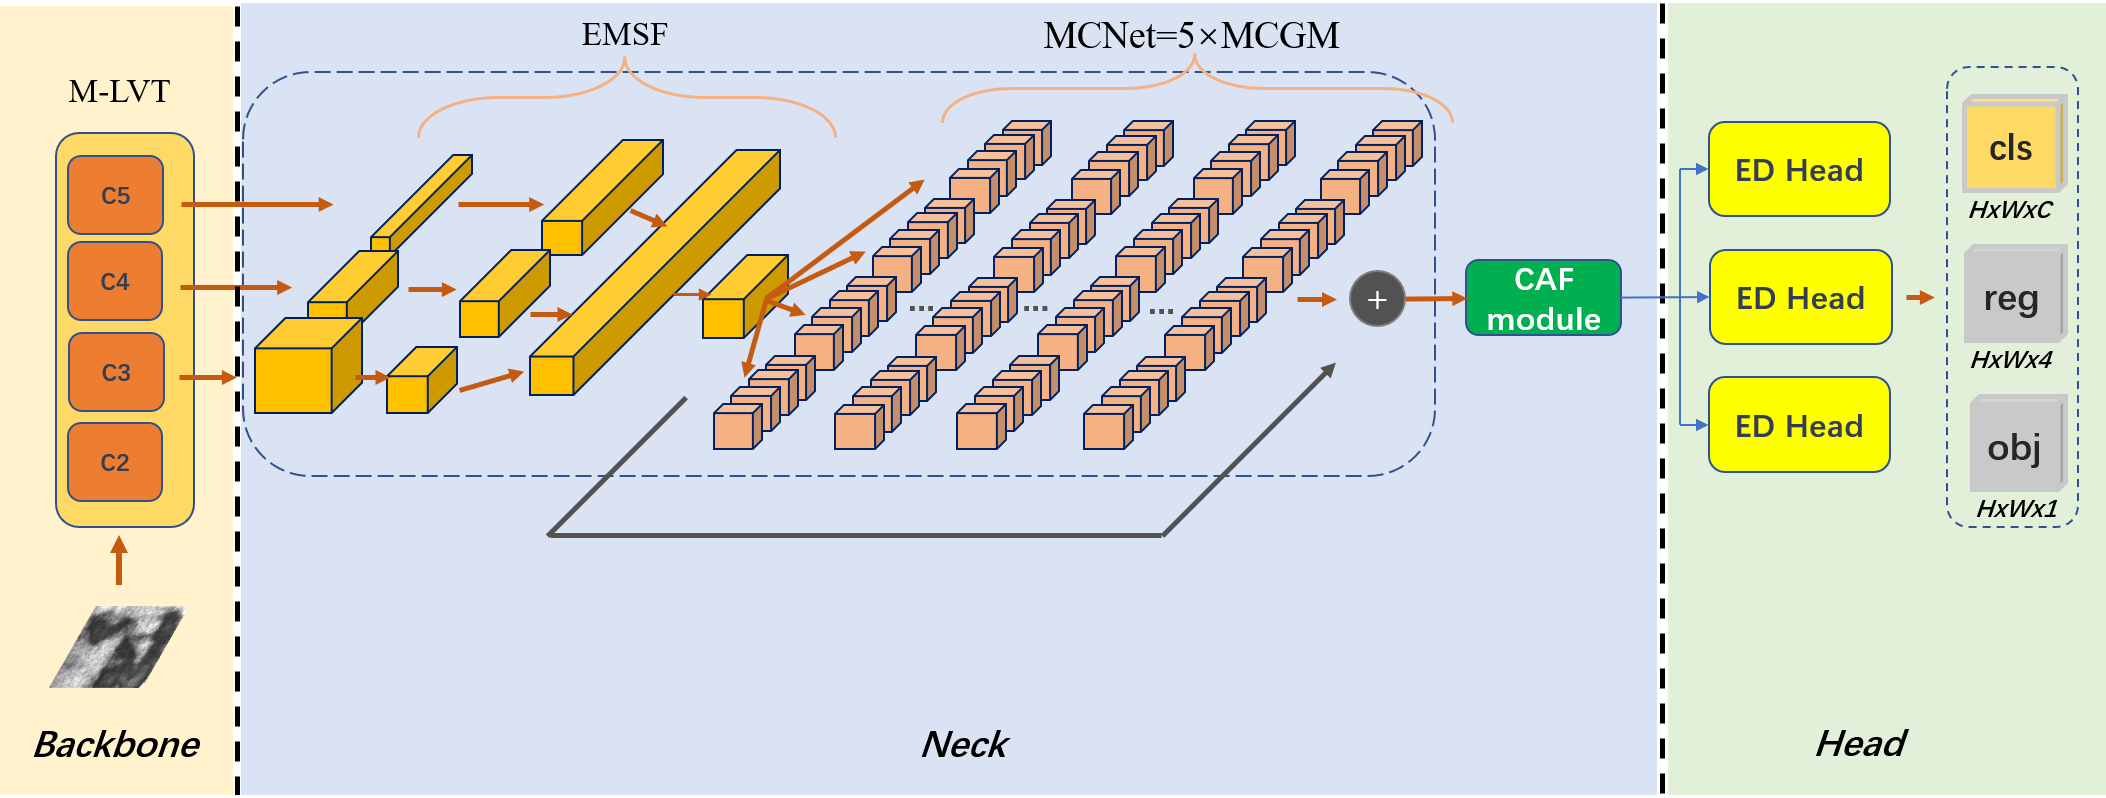 M-LVT
C5
C4
C3
C2
Backbone
EMSF
MCNet=5×MCGM
...
...
...
+
CAF
module
Neck
ED Head
ED Head
ED Head
cls
HxWxC
reg
HxWx4
obj
HxWx1
Head